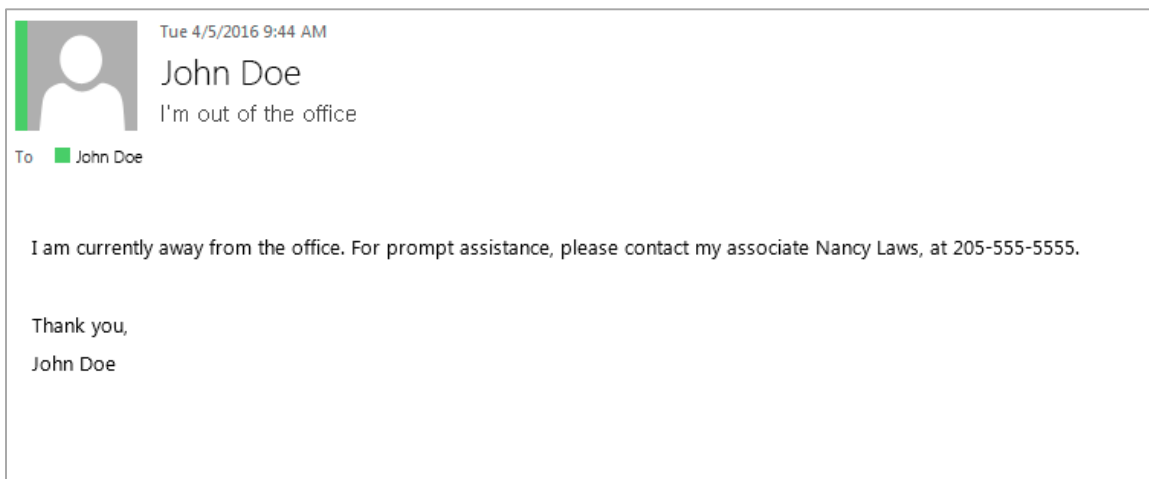 Tue 4/5/2016 9:44 AM
John Doe
I'm out of the office
To John Doe
I am currently away from the office. For prompt assistance, please contact my associate Nancy Laws, at 205-555-5555.
Thank you,
John Doe